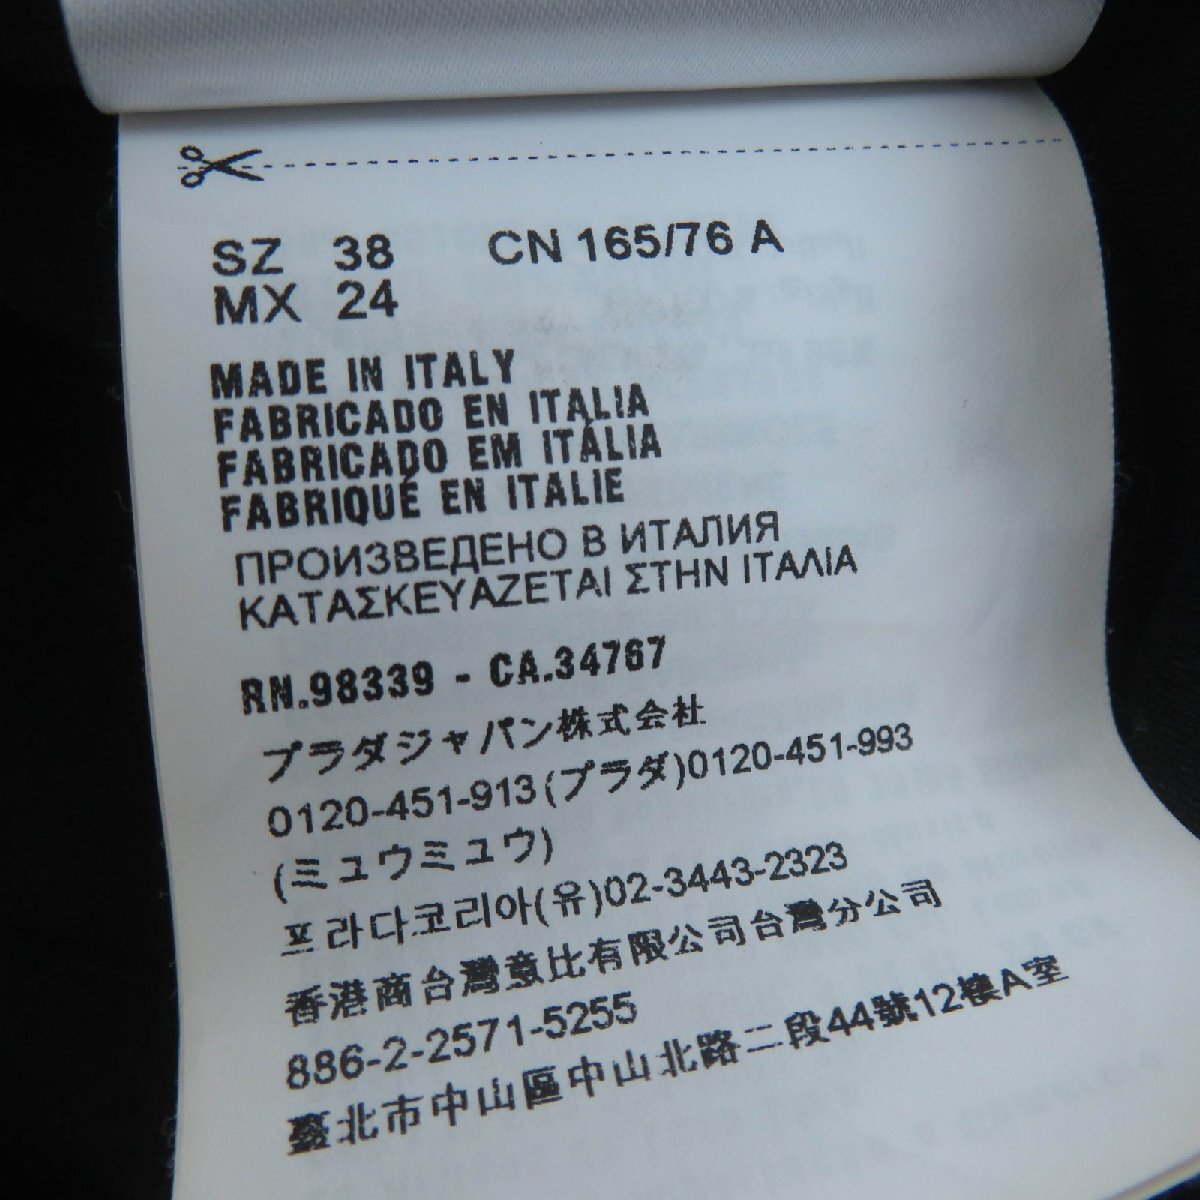 SZ 38 CN 165/76 A
MX 24
MADE IN ITALY
FABRICADO EN ITALIA
FABRICADO EM ITÁLIA
FABRIQUÉ EN ITALIE
ПРОИЗВЕДЕНО В ИТАЛИЯ
ΚΑΤΑΣΚΕΥΑΖΕΤΑΙ ΣΤΗΝ ΙΤΑΛΙΑ
RN.98339 - CA.34767
プラダジャパン株式会社
0120-451-913(プラダ)0120-451-993
(ミュウミュウ)
프라다코리아(유)02-3443-2323
香港商台灣意比有限公司台灣分公司
886-2-2571-5255
臺北市中山區中山北路二段44號12樓A室